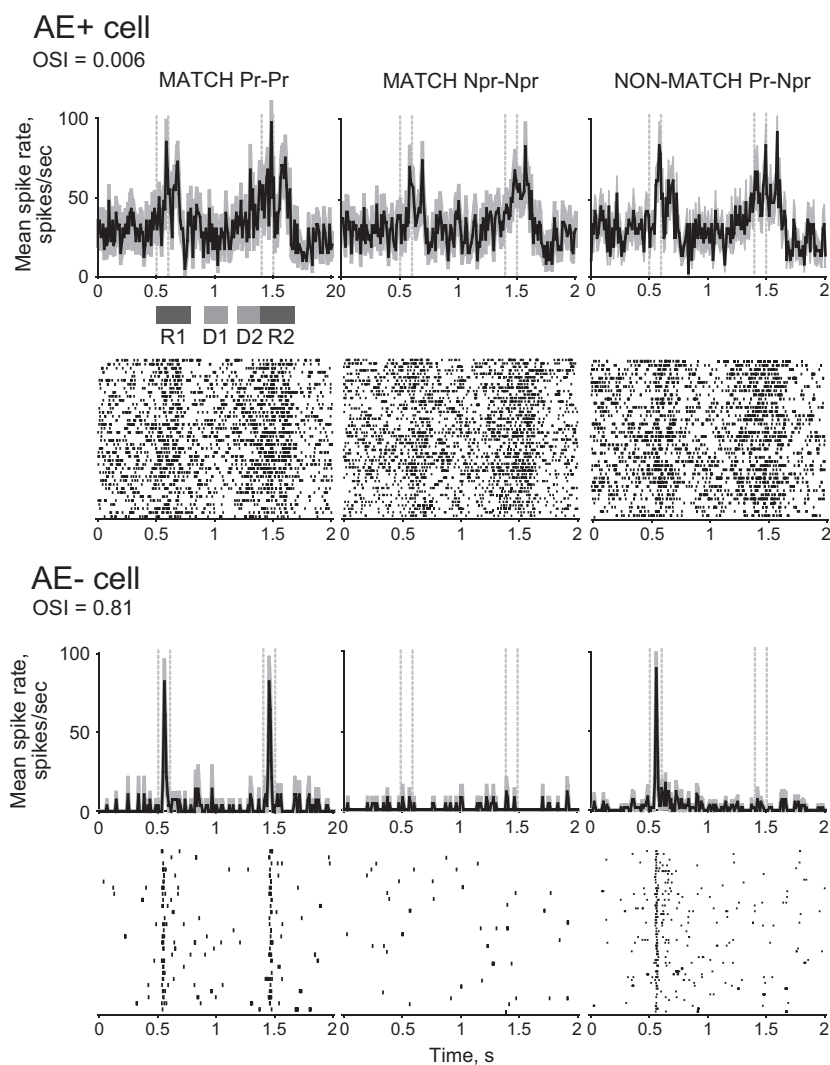 AE+ cell
OSI = 0.006
MATCH Pr-Pr MATCH Npr-Npr NON-MATCH Pr-Npr
Mean spike rate,
spikes/sec
100
50
0
0 0.5 1 1.5 2 0.5 1 1.5 2 0 0.5 1 1.5 2
R1 D1 D2 R2
0 0.5 1 1.5 2 0 0.5 1 1.5 2 0 0.5 1 1.5 2
AE- cell
OSI = 0.81
Mean spike rate,
spikes/sec
100
50
0
0 0.5 1 1.5 2 0 0.5 1 1.5 2 0 0.5 1 1.5 2
0 0.5 1 1.5 2 0 0.5 1 1.5 2 0 0.5 1 1.5 2
Time, s